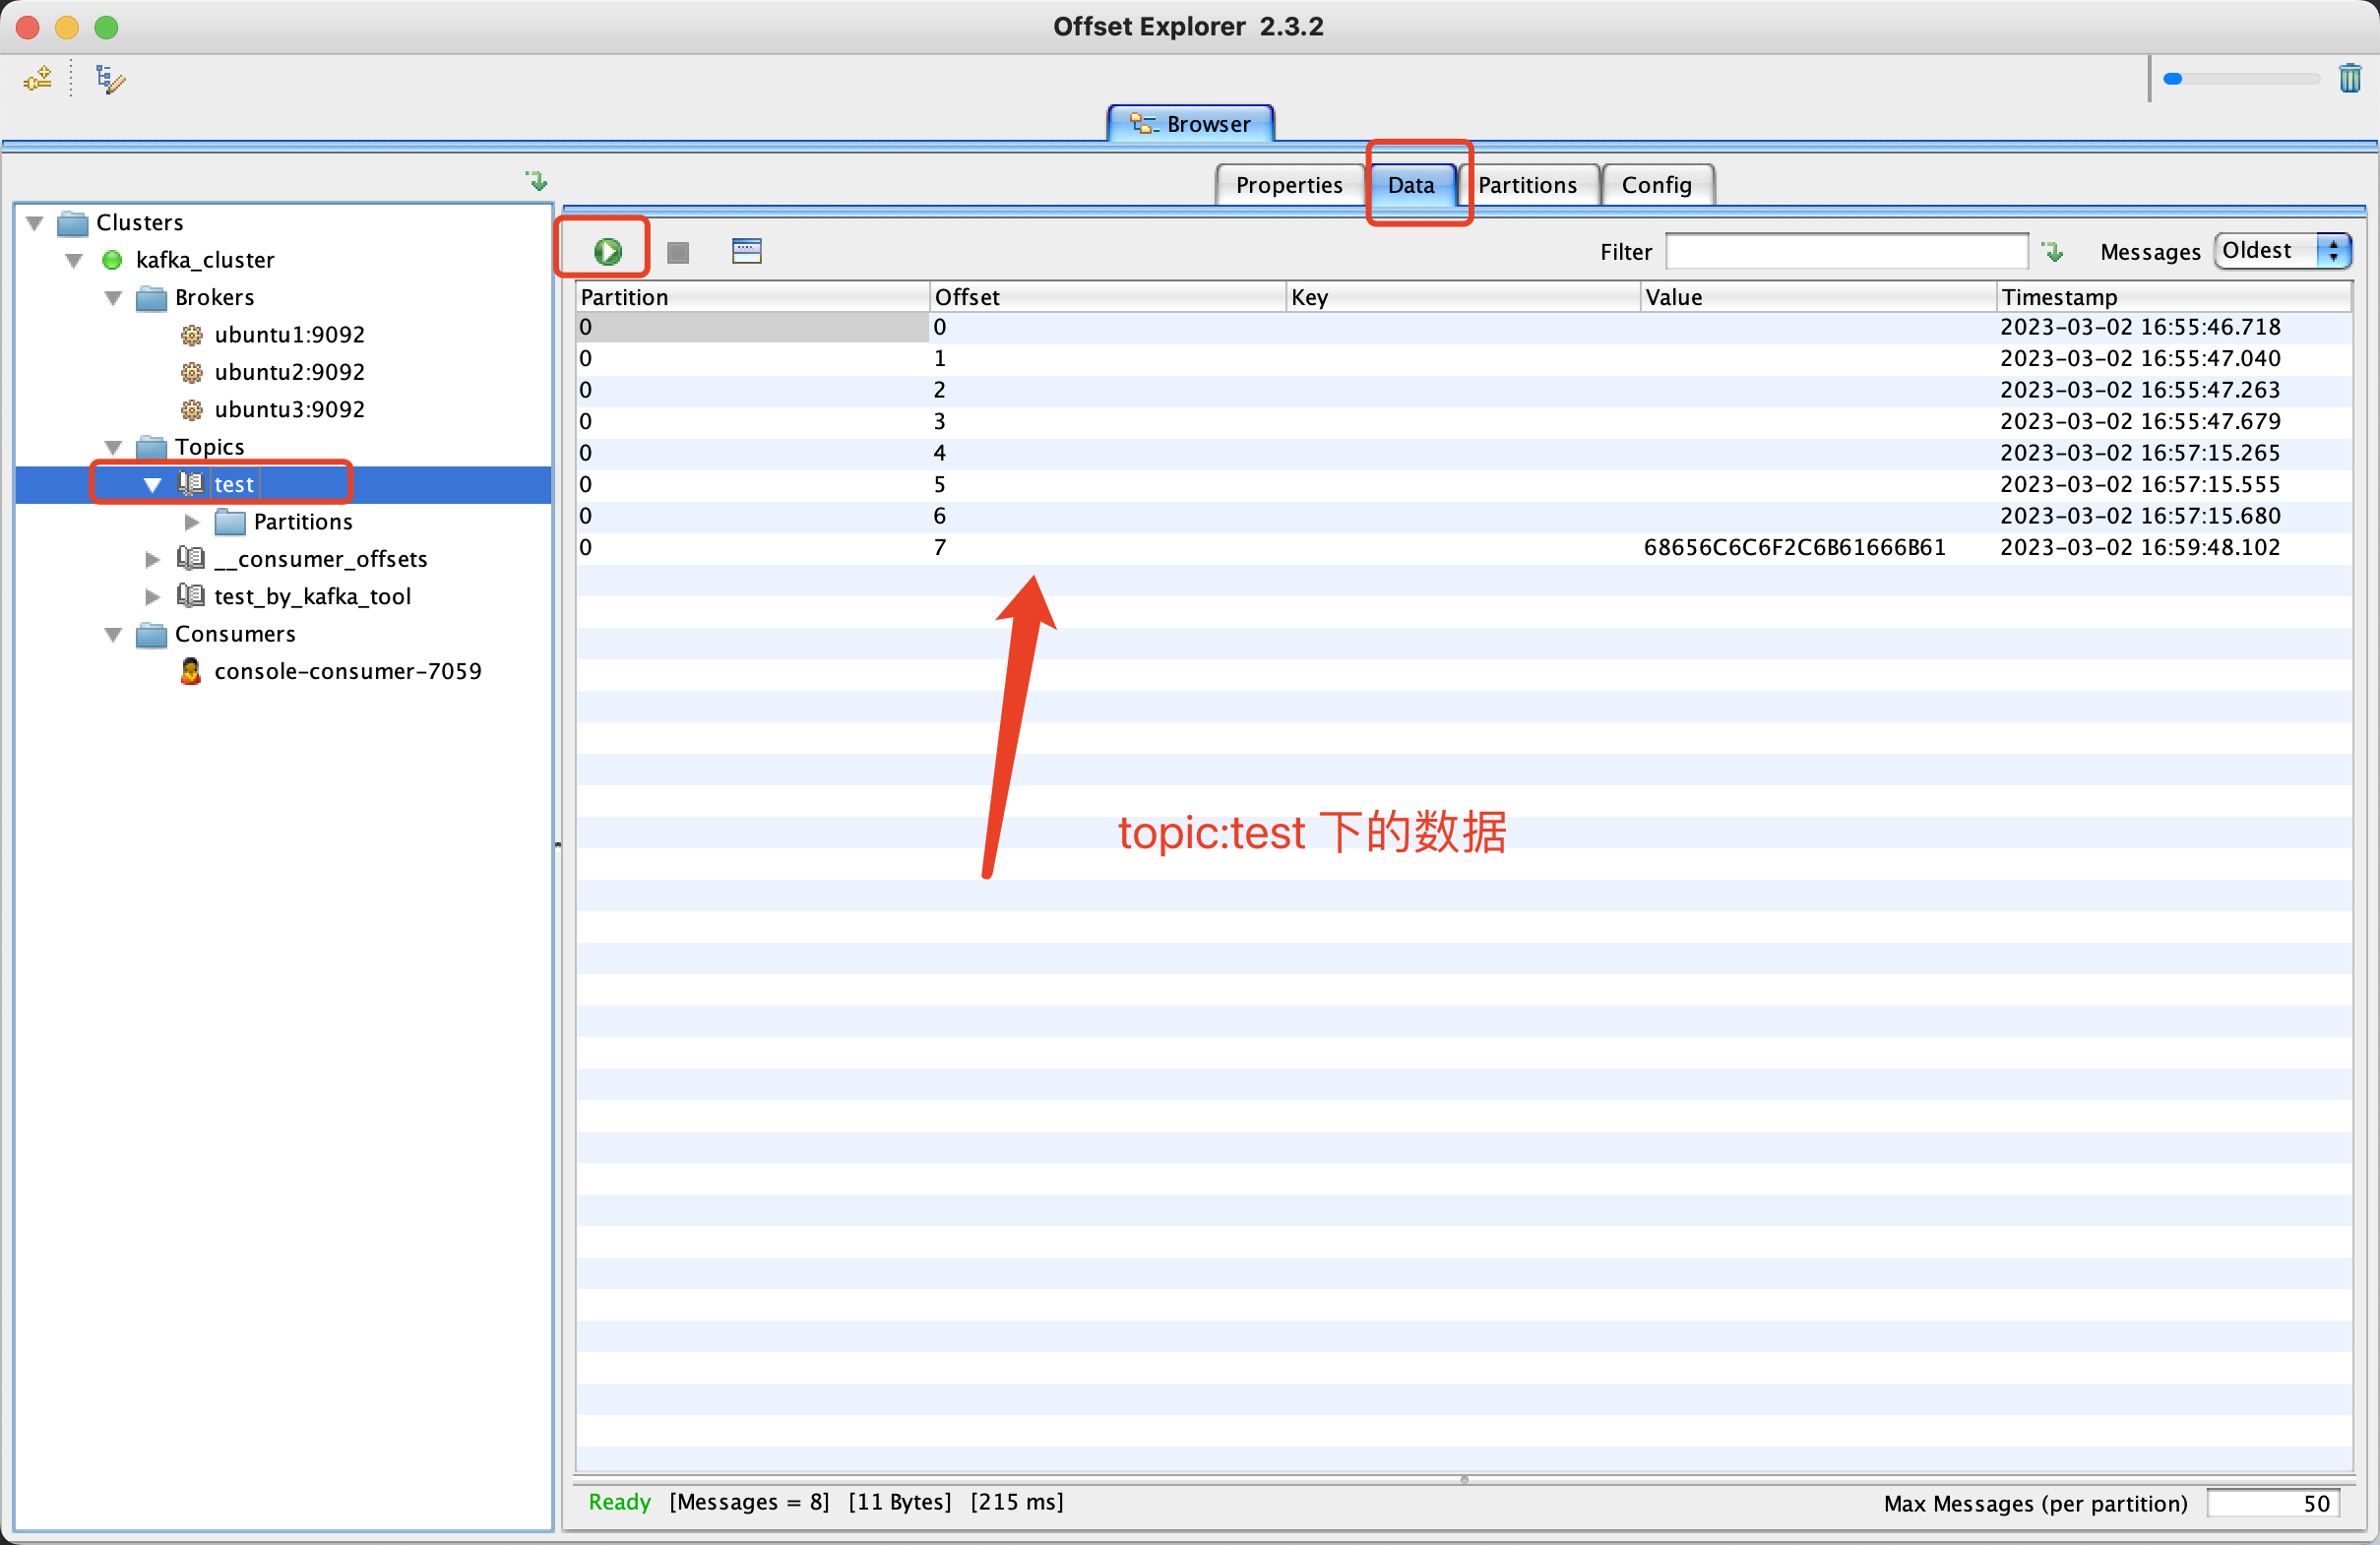 Offset Explorer 2.3.2
Browser
Properties Data Partitions Config
Clusters
kafka_cluster
Brokers
ubuntu1:9092
ubuntu2:9092
ubuntu3:9092
Topics
test
Partitions
__consumer_offsets
test_by_kafka_tool
Consumers
console-consumer-7059
Filter Messages Oldest
Partition Offset Key Value Timestamp
0 0 2023-03-02 16:55:46.718
0 1 2023-03-02 16:55:47.040
0 2 2023-03-02 16:55:47.263
0 3 2023-03-02 16:55:47.679
0 4 2023-03-02 16:57:15.265
0 5 2023-03-02 16:57:15.555
0 6 2023-03-02 16:57:15.680
0 7 68656C6C6F2C6B61666B61 2023-03-02 16:59:48.102
topic:test 下的数据
Ready [Messages = 8] [11 Bytes] [215 ms] Max Messages (per partition) 50